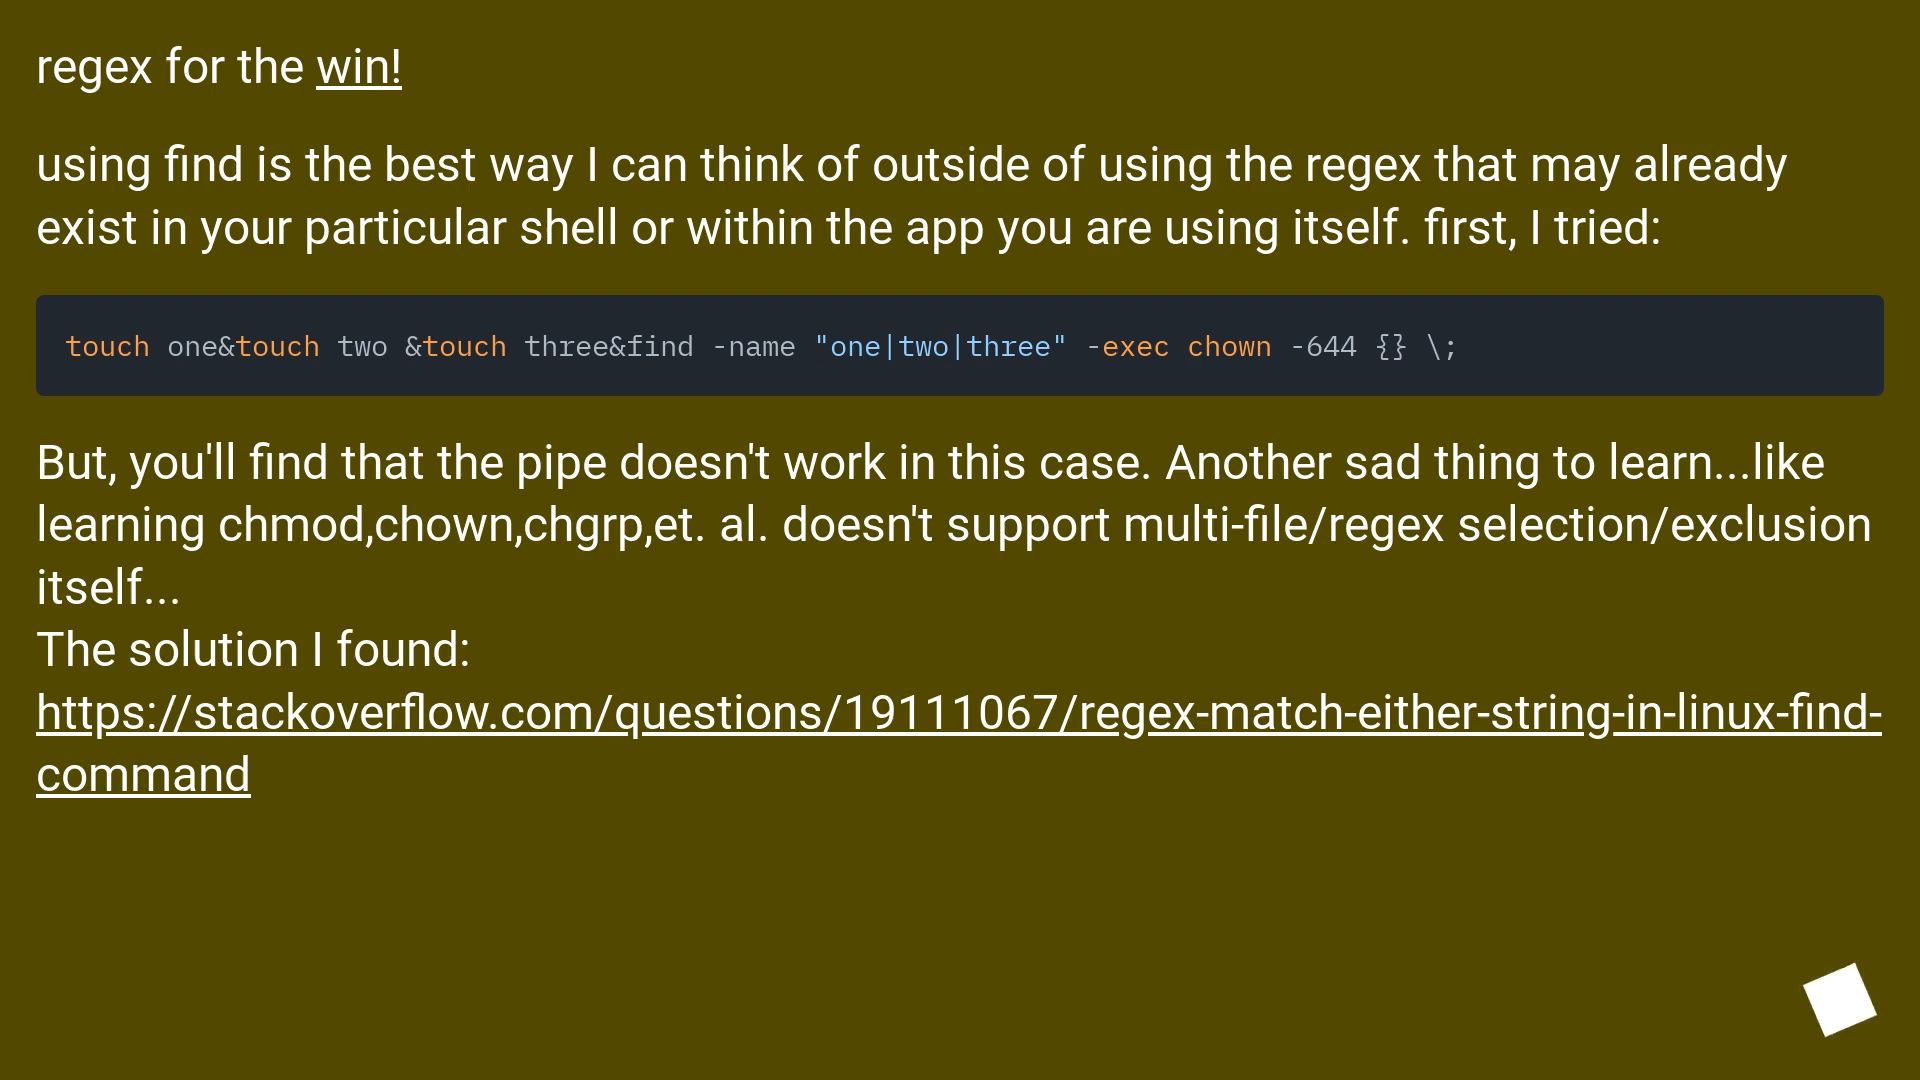 regex for the win!
using find is the best way I can think of outside of using the regex that may already
exist in your particular shell or within the app you are using itself. first, I tried:
touch one&touch two &touch three&find -name "one|two|three" -exec chown -644 {} \;
But, you'll find that the pipe doesn't work in this case. Another sad thing to learn...like
learning chmod,chown,chgrp,et. al. doesn't support multi-file/regex selection/exclusion
itself...
The solution I found:
https://stackoverflow.com/questions/19111067/regex-match-either-string-in-linux-find-
command